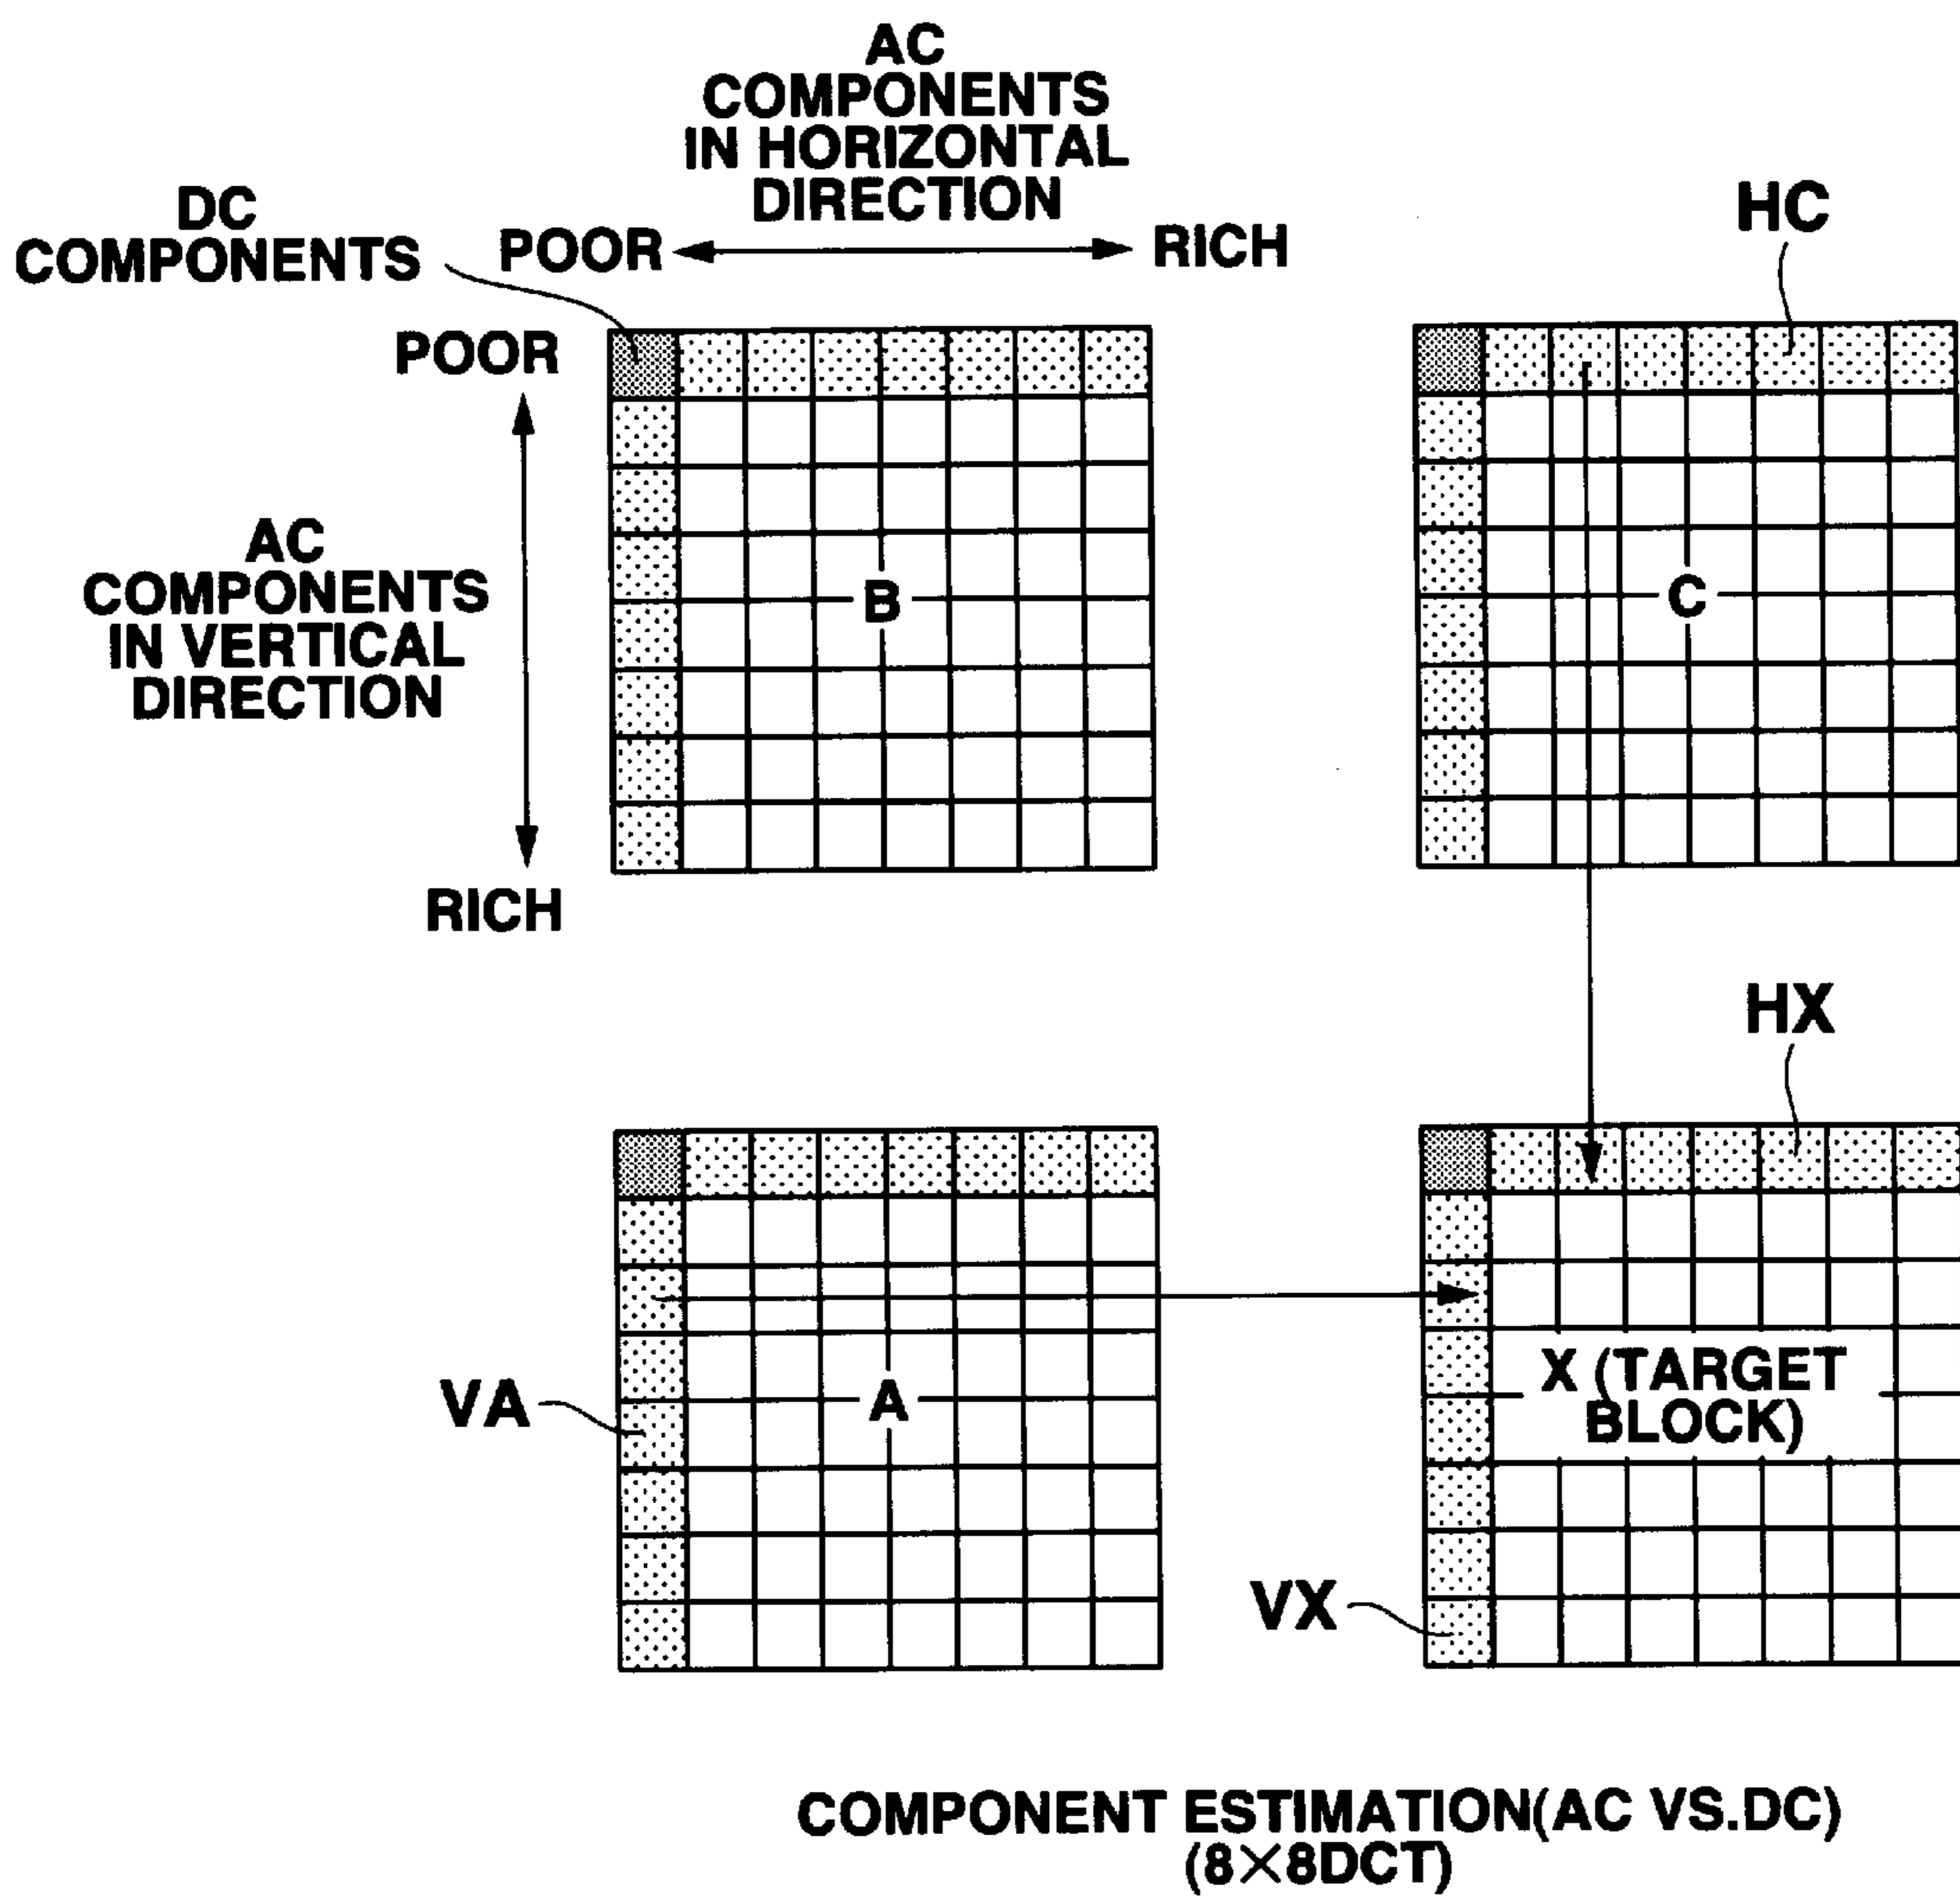 AC
COMPONENTS
IN HORIZONTAL
DIRECTION
DC
COMPONENTS
POOR
RICH
HC
POOR
AC
COMPONENTS
IN VERTICAL
DIRECTION
RICH
B
C
HX
VA
A
X (TARGET
BLOCK)
VX
COMPONENT ESTIMATION(AC VS.DC)
(8×8DCT)